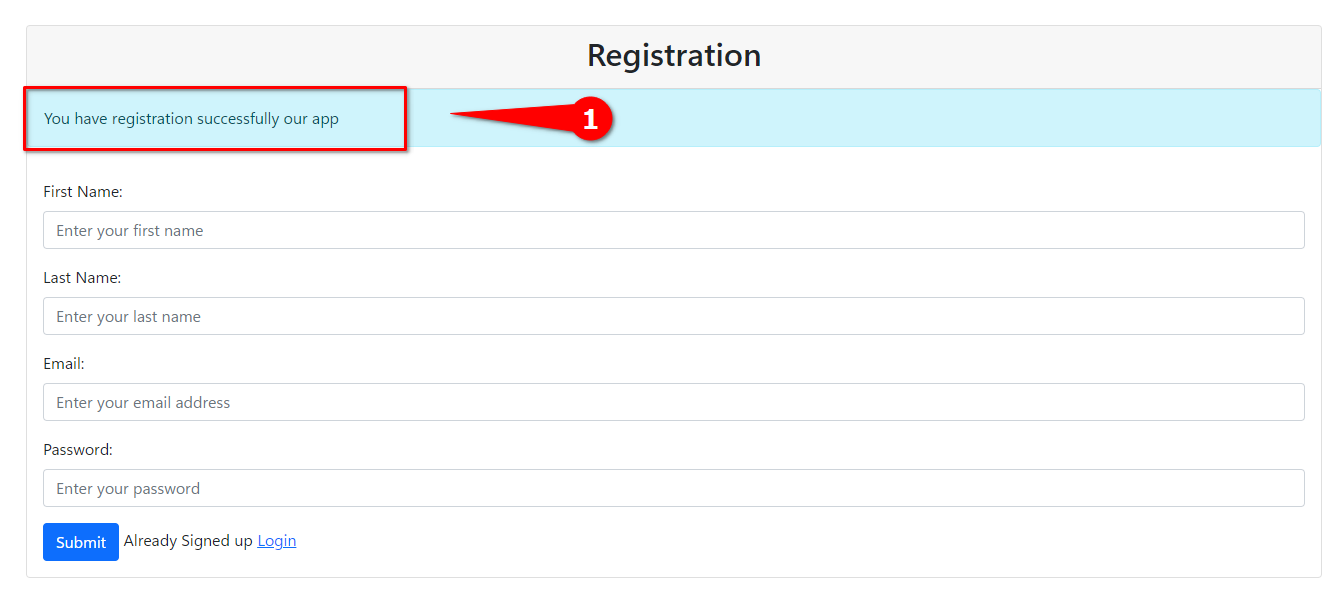 Registration
You have registration successfully our app
1
First Name:
Enter your first name
Last Name:
Enter your last name
Email:
Enter your email address
Password:
Enter your password
Submit Already Signed up Login